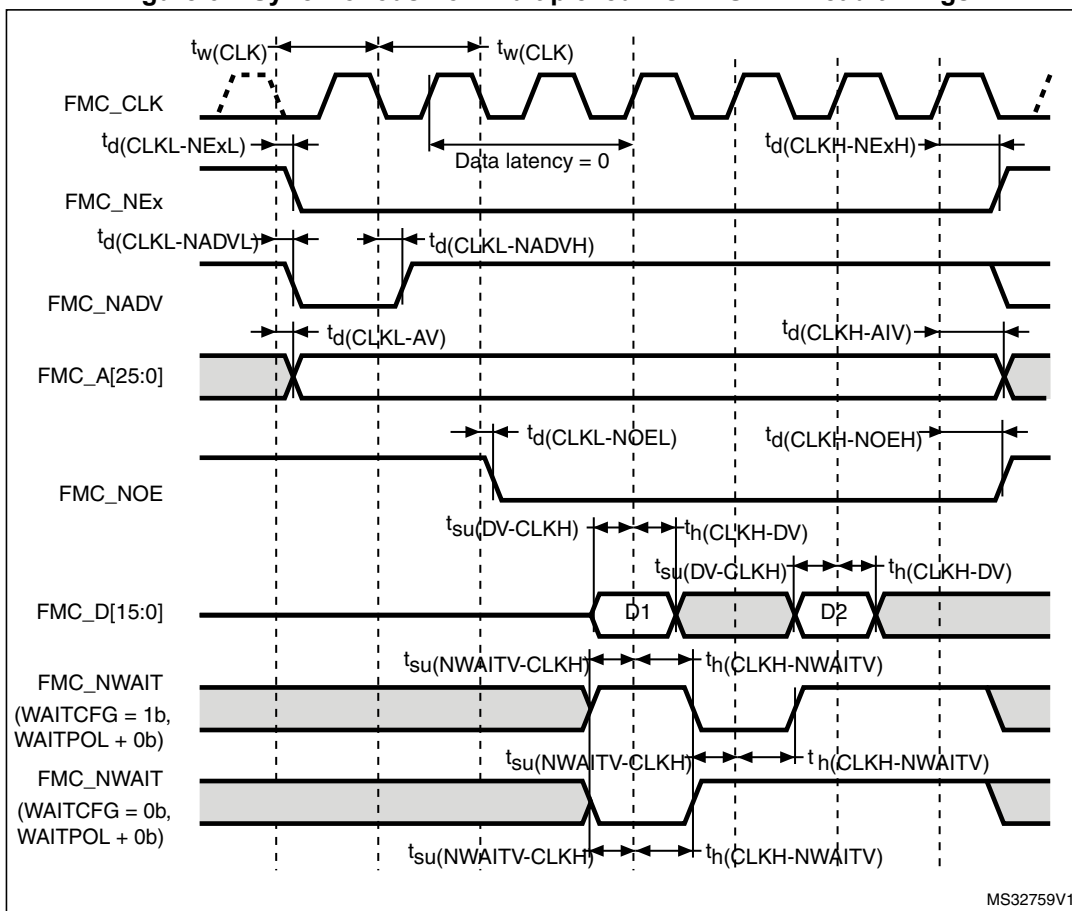 tw(CLK)
tw(CLK)
FMC_CLK
td(CLKL-NExL)
Data latency = 0
td(CLKH-NExH)
FMC_NEx
td(CLKL-NADVL)
td(CLKL-NADVH)
FMC_NADV
td(CLKL-AV)
td(CLKH-AIV)
FMC_A[25:0]
td(CLKL-NOEL)
td(CLKH-NOEH)
FMC_NOE
tsu(DV-CLKH)
th(CLKH-DV)
tsu(DV-CLKH)
th(CLKH-DV)
FMC_D[15:0]
D1
D2
tsu(NWAITV-CLKH)
th(CLKH-NWAITV)
FMC_NWAIT
(WAITCFG = 1b,
WAITPOL + 0b)
tsu(NWAITV-CLKH)
th(CLKH-NWAITV)
FMC_NWAIT
(WAITCFG = 0b,
WAITPOL + 0b)
tsu(NWAITV-CLKH)
th(CLKH-NWAITV)
MS32759V1